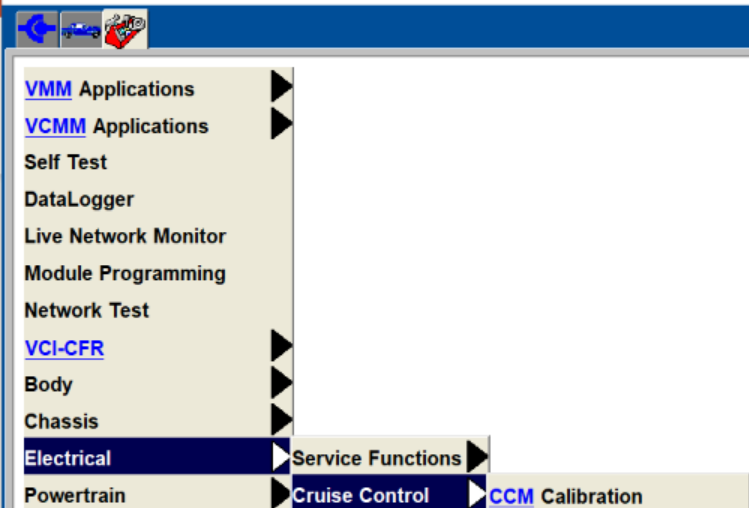 VMM Applications
VCMM Applications
Self Test
DataLogger
Live Network Monitor
Module Programming
Network Test
VCI-CFR
Body
Chassis
Electrical Service Functions
Powertrain Cruise Control CCM Calibration